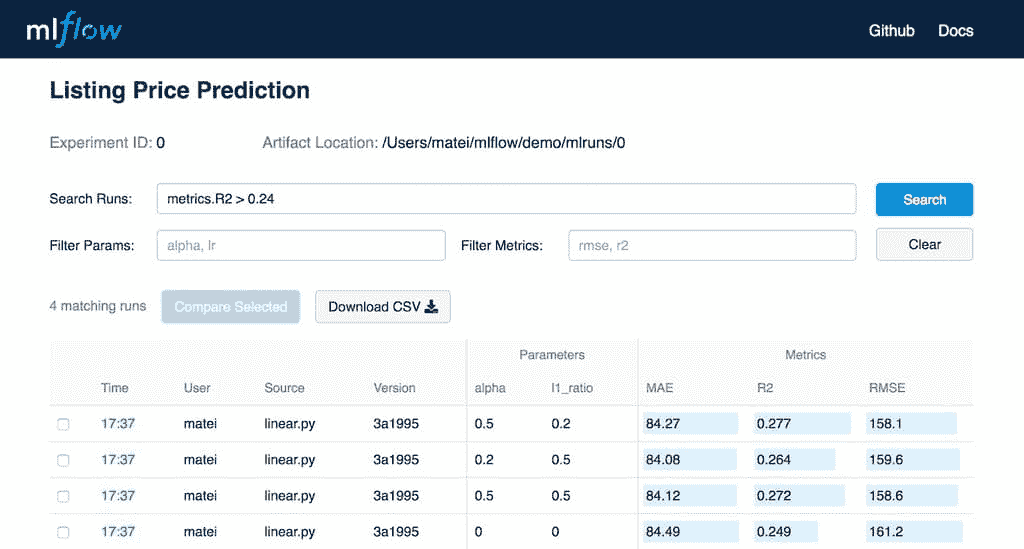 mlflow Github Docs
Listing Price Prediction
Experiment ID: 0 Artifact Location: /Users/matei/mlflow/demo/mlruns/0
Search Runs: metrics.R2 > 0.24 Search
Filter Params: alpha, lr Filter Metrics: rmse, r2 Clear
4 matching runs Compare Selected Download CSV
Parameters Metrics
Time User Source Version alpha l1_ratio MAE R2 RMSE
17:37 matei linear.py 3a1995 0.5 0.2 84.27 0.277 158.1
17:37 matei linear.py 3a1995 0.2 0.5 84.08 0.264 159.6
17:37 matei linear.py 3a1995 0.5 0.5 84.12 0.272 158.6
17:37 matei linear.py 3a1995 0 0 84.49 0.249 161.2